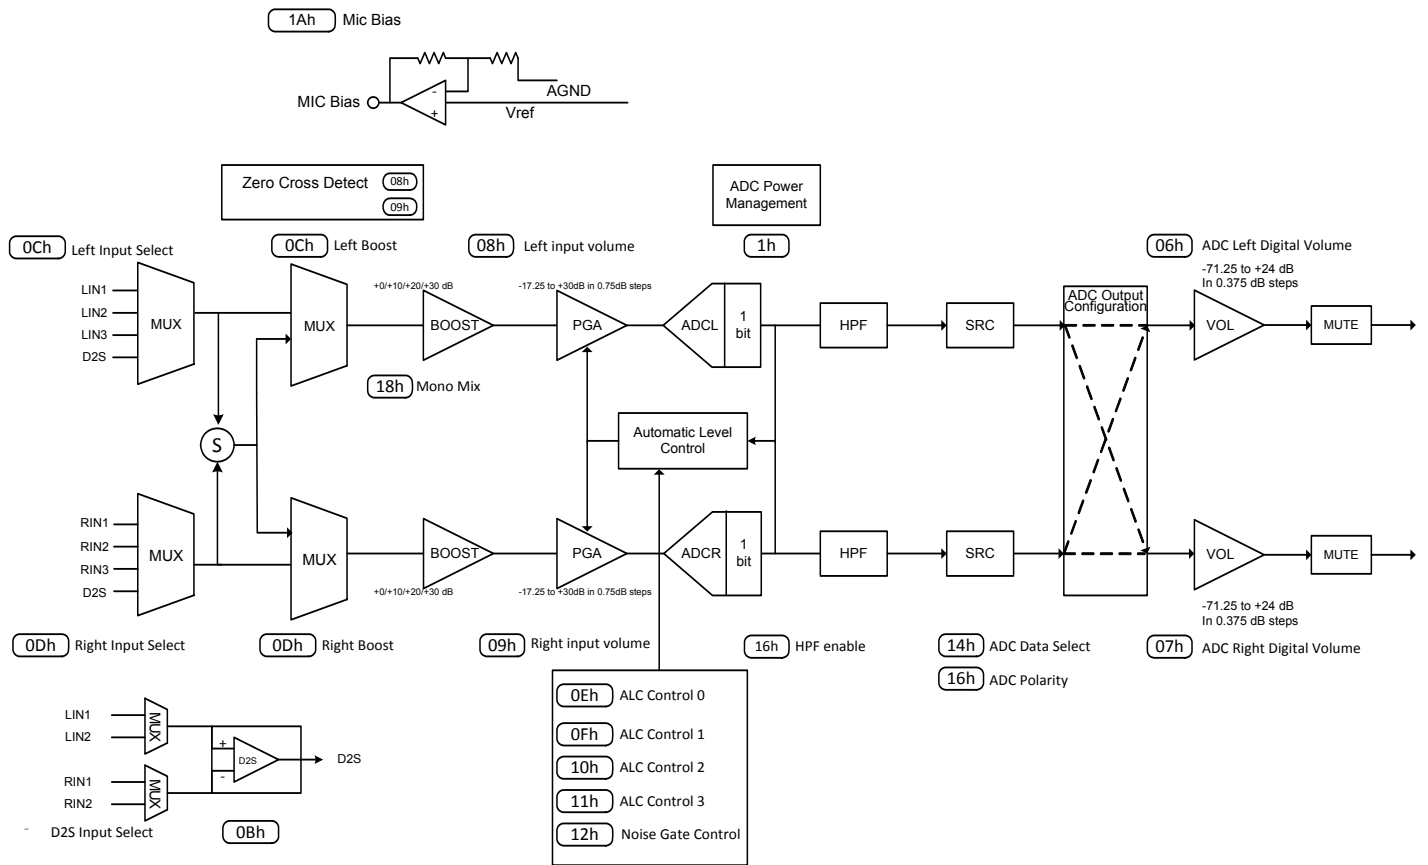 1Ah Mic Bias
MIC Bias
-
+
AGND
Vref
Zero Cross Detect 08h
09h
ADC Power
Management
0Ch Left Input Select
0Ch Left Boost
08h Left input volume
1h
06h ADC Left Digital Volume
-71.25 to +24 dB
In 0.375 dB steps
LIN1
LIN2
LIN3
D2S
MUX
MUX
+0/+10/+20/+30 dB
BOOST
-17.25 to +30dB in 0.75dB steps
PGA
ADCL
1
bit
HPF
SRC
ADC Output
Configuration
VOL
MUTE
18h Mono Mix
S
Automatic Level
Control
RIN1
RIN2
RIN3
D2S
MUX
MUX
BOOST
+0/+10/+20/+30 dB
PGA
-17.25 to +30dB in 0.75dB steps
ADCR
1
bit
HPF
SRC
VOL
MUTE
-71.25 to +24 dB
In 0.375 dB steps
0Dh Right Input Select
0Dh Right Boost
09h Right input volume
16h HPF enable
14h ADC Data Select
07h ADC Right Digital Volume
16h ADC Polarity
0Eh ALC Control 0
0Fh ALC Control 1
10h ALC Control 2
11h ALC Control 3
12h Noise Gate Control
LIN1
LIN2
MUX
RIN1
RIN2
MUX
+
D2S
-
D2S
- D2S Input Select
0Bh